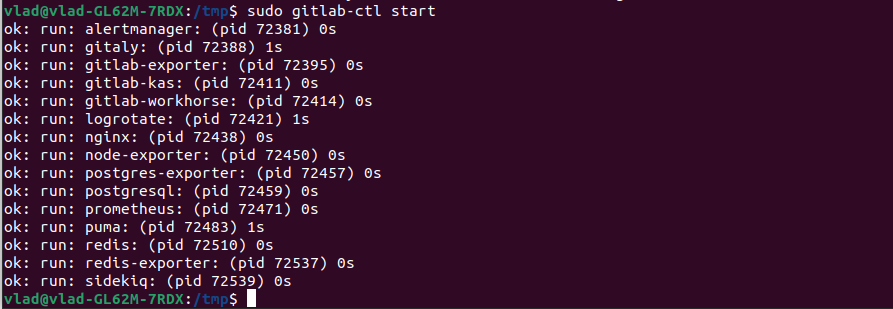 vlad@vlad-GL62M-7RDX:/tmp$ sudo gitlab-ctl start
ok: run: alertmanager: (pid 72381) 0s
ok: run: gitaly: (pid 72388) 1s
ok: run: gitlab-exporter: (pid 72395) 0s
ok: run: gitlab-kas: (pid 72411) 0s
ok: run: gitlab-workhorse: (pid 72414) 0s
ok: run: logrotate: (pid 72421) 1s
ok: run: nginx: (pid 72438) 0s
ok: run: node-exporter: (pid 72450) 0s
ok: run: postgres-exporter: (pid 72457) 0s
ok: run: postgresql: (pid 72459) 0s
ok: run: prometheus: (pid 72471) 0s
ok: run: puma: (pid 72483) 1s
ok: run: redis: (pid 72510) 0s
ok: run: redis-exporter: (pid 72537) 0s
ok: run: sidekiq: (pid 72539) 0s
vlad@vlad-GL62M-7RDX:/tmp$